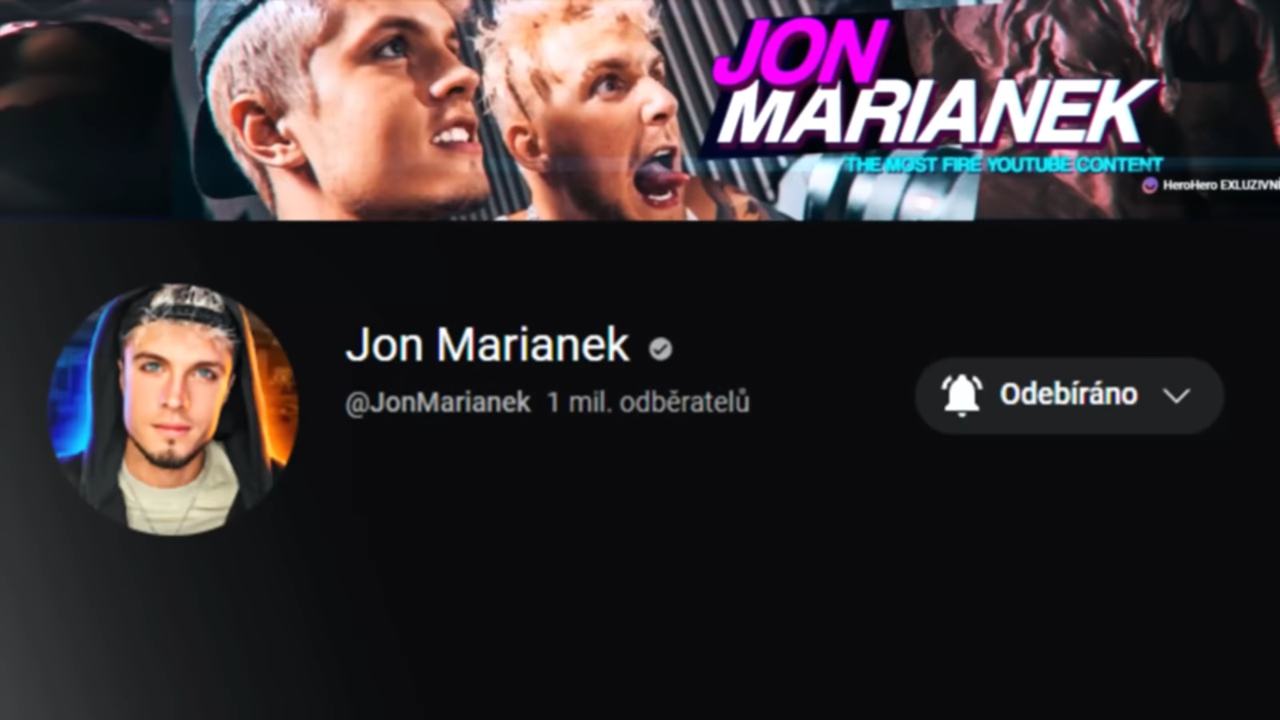 JON
MARIANEK
THE MOST FIRE YOUTUBE CONTENT
HeroHero EXLUZIVNÍ
Jon Marianek
@JonMarianek 1 mil. odběratelů
Odebíráno